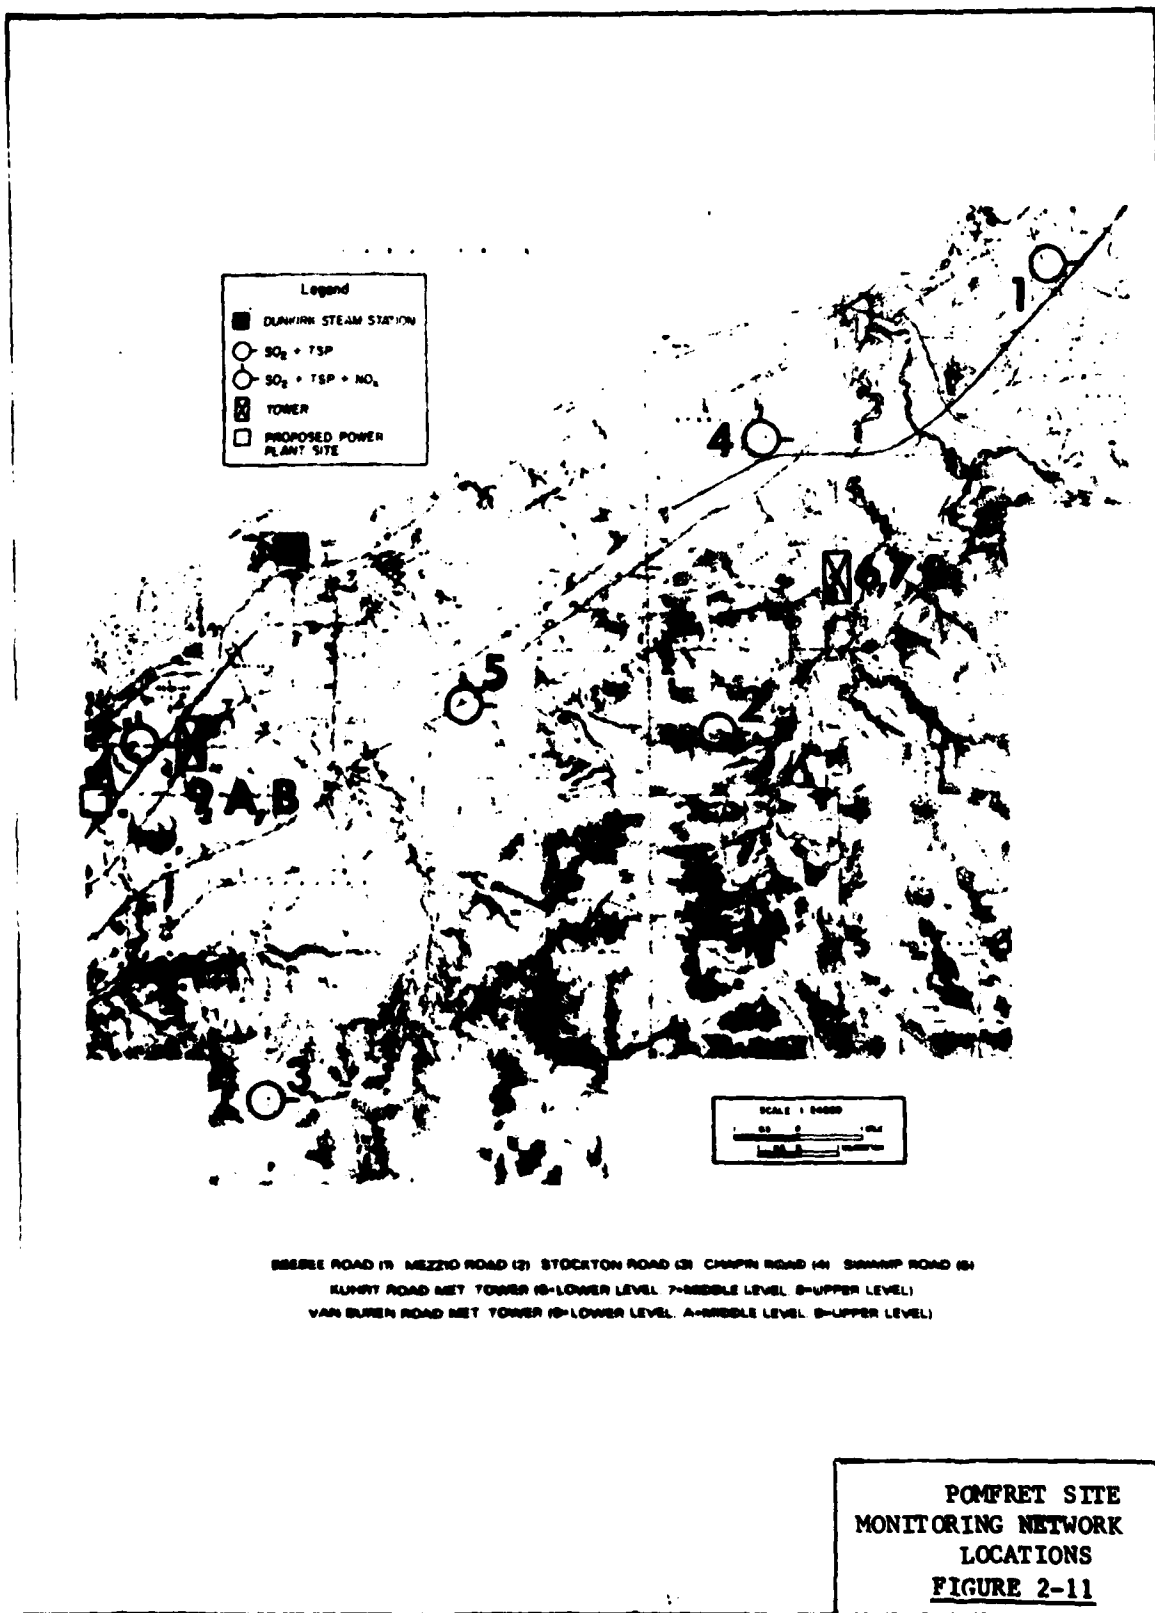 Legend
DUNKIRK STEAM STATION
SO₂ + TSP
SO₂ + TSP + NOₓ
TOWER
PROPOSED POWER
PLANT SITE
1
4
6,7,8
5
2
9 A,B
3
SCALE 1
BEEBEE ROAD (1) MEZZIO ROAD (2) STOCKTON ROAD (3) CHAPIN ROAD (4) SWAMP ROAD (5)
KUHRT ROAD MET TOWER (6=LOWER LEVEL, 7=MIDDLE LEVEL, 8=UPPER LEVEL)
VAN BUREN ROAD MET TOWER (9=LOWER LEVEL, A=MIDDLE LEVEL, B=UPPER LEVEL)
POMFRET SITE
MONITORING NETWORK
LOCATIONS
FIGURE 2-11